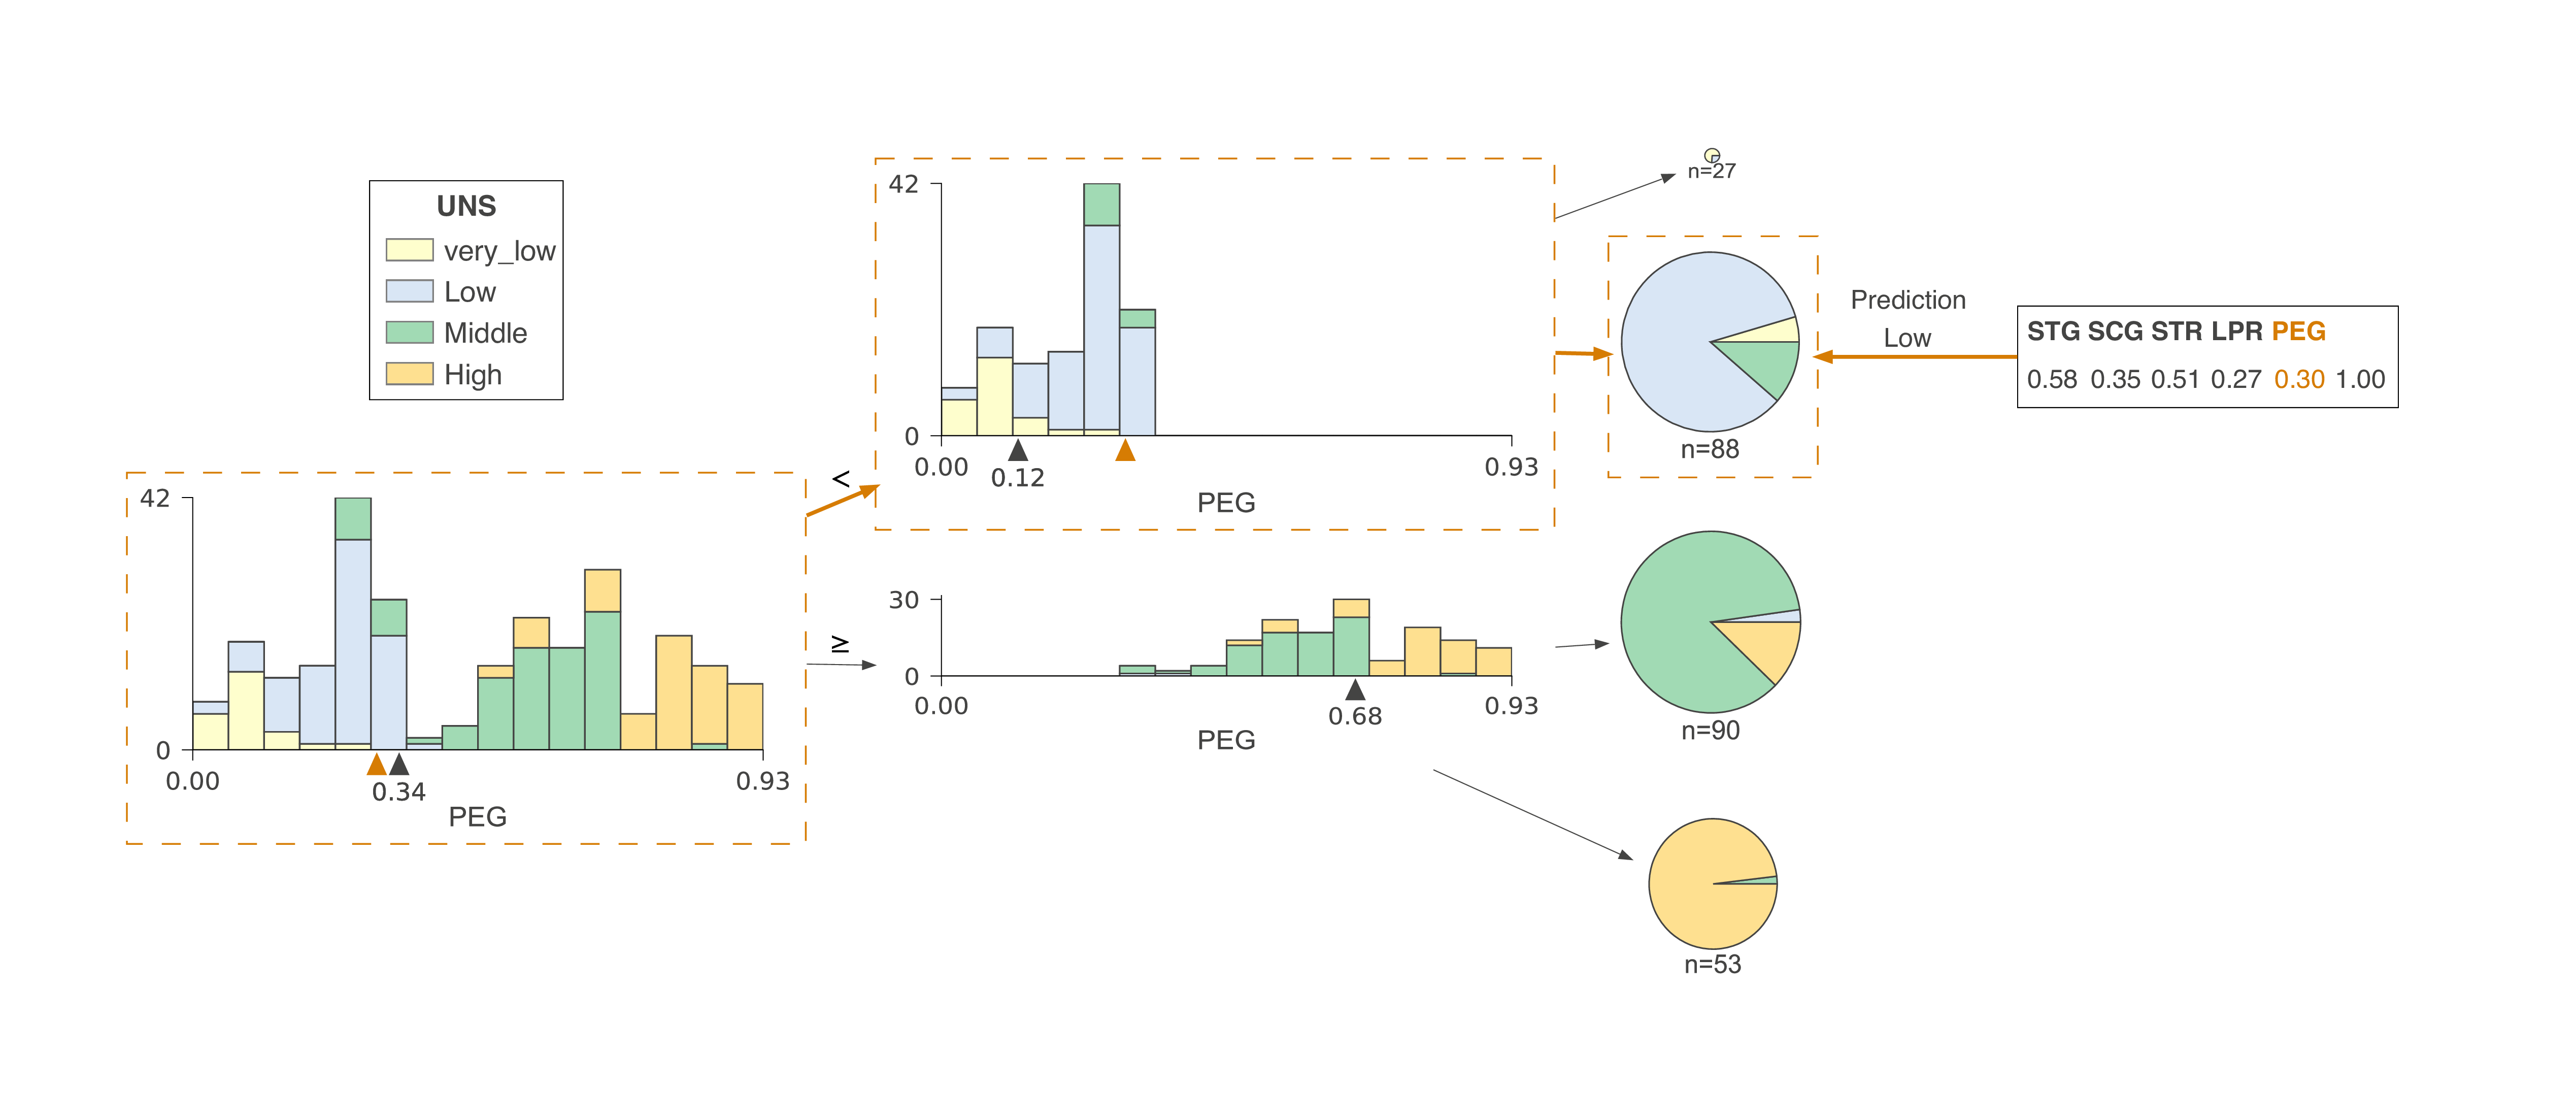 UNS
very_low
Low
Middle
High
42
0
0.00
0.12
0.93
PEG
n=27
n=88
Prediction
Low
STG SCG STR LPR PEG
0.58 0.35 0.51 0.27 0.30 1.00
42
0
0.00
0.34
0.93
PEG
<
≥
30
0
0.00
0.68
0.93
PEG
n=90
n=53